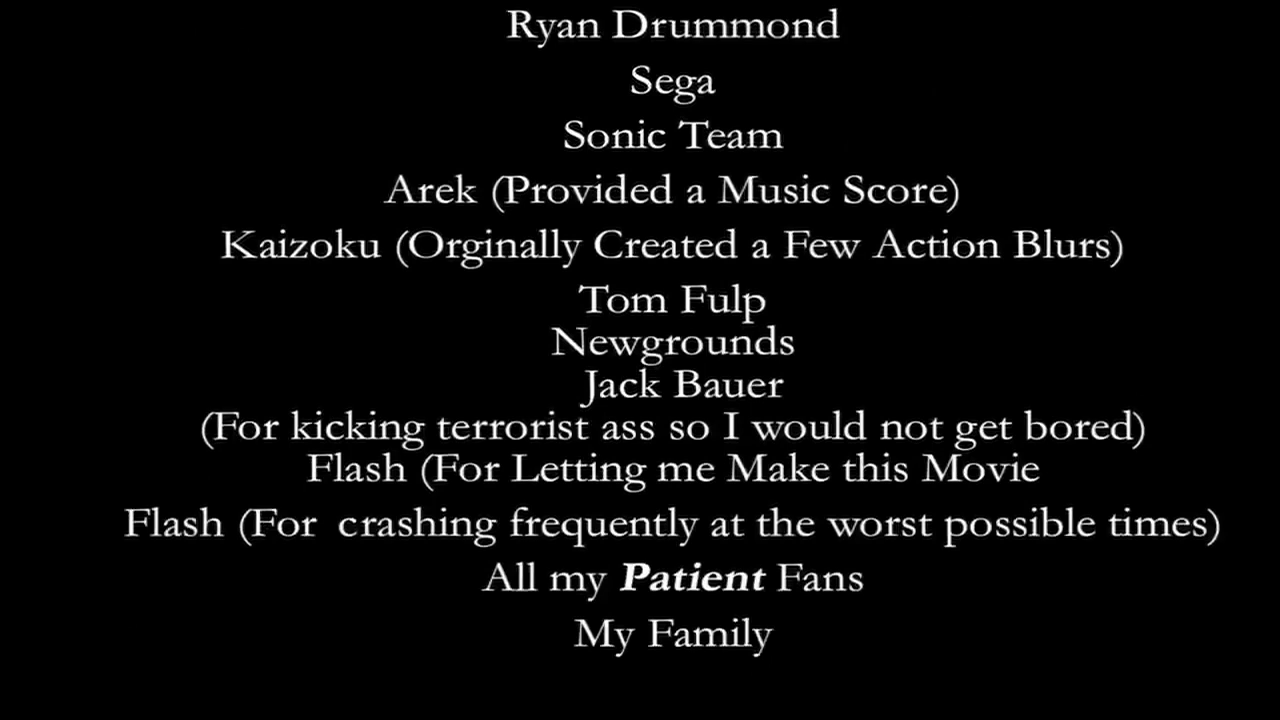 Ryan Drummond
Sega
Sonic Team
Arek (Provided a Music Score)
Kaizoku (Orginally Created a Few Action Blurs)
Tom Fulp
Newgrounds
Jack Bauer
(For kicking terrorist ass so I would not get bored)
Flash (For Letting me Make this Movie
Flash (For crashing frequently at the worst possible times)
All my Patient Fans
My Family